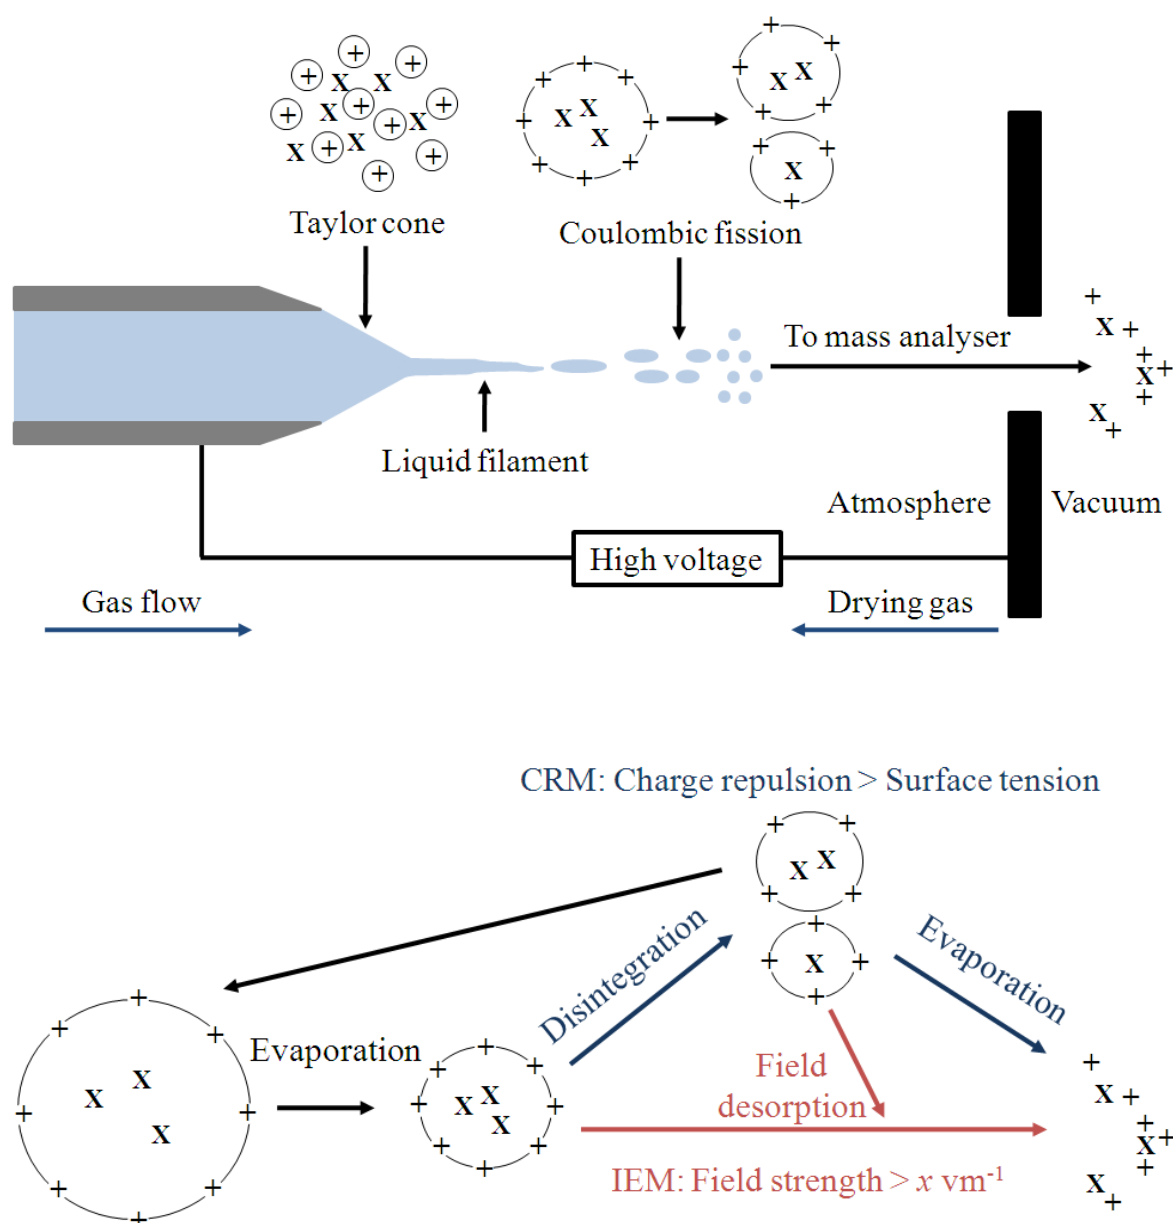 Taylor cone
Coulombic fission
To mass analyser
Liquid filament
Atmosphere
Vacuum
High voltage
Gas flow
Drying gas
CRM: Charge repulsion > Surface tension
Disintegration
Evaporation
Evaporation
Field
desorption
IEM: Field strength > x vm⁻¹